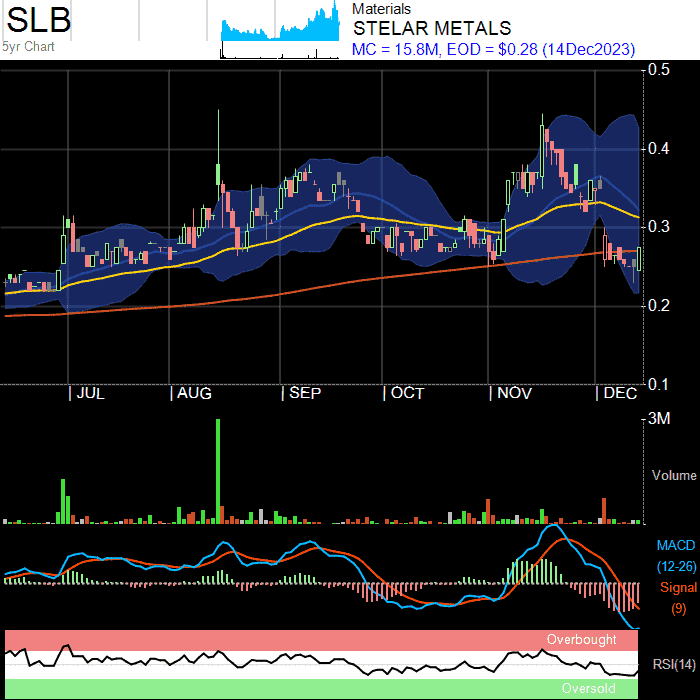 SLB
5yr Chart
Materials
STELAR METALS
MC = 15.8M, EOD = $0.28 (14Dec2023)
0.5
0.4
0.3
0.2
0.1
JUL
AUG
SEP
OCT
NOV
DEC
3M
Volume
MACD
(12-26)
Signal
(9)
Overbought
RSI(14)
Oversold